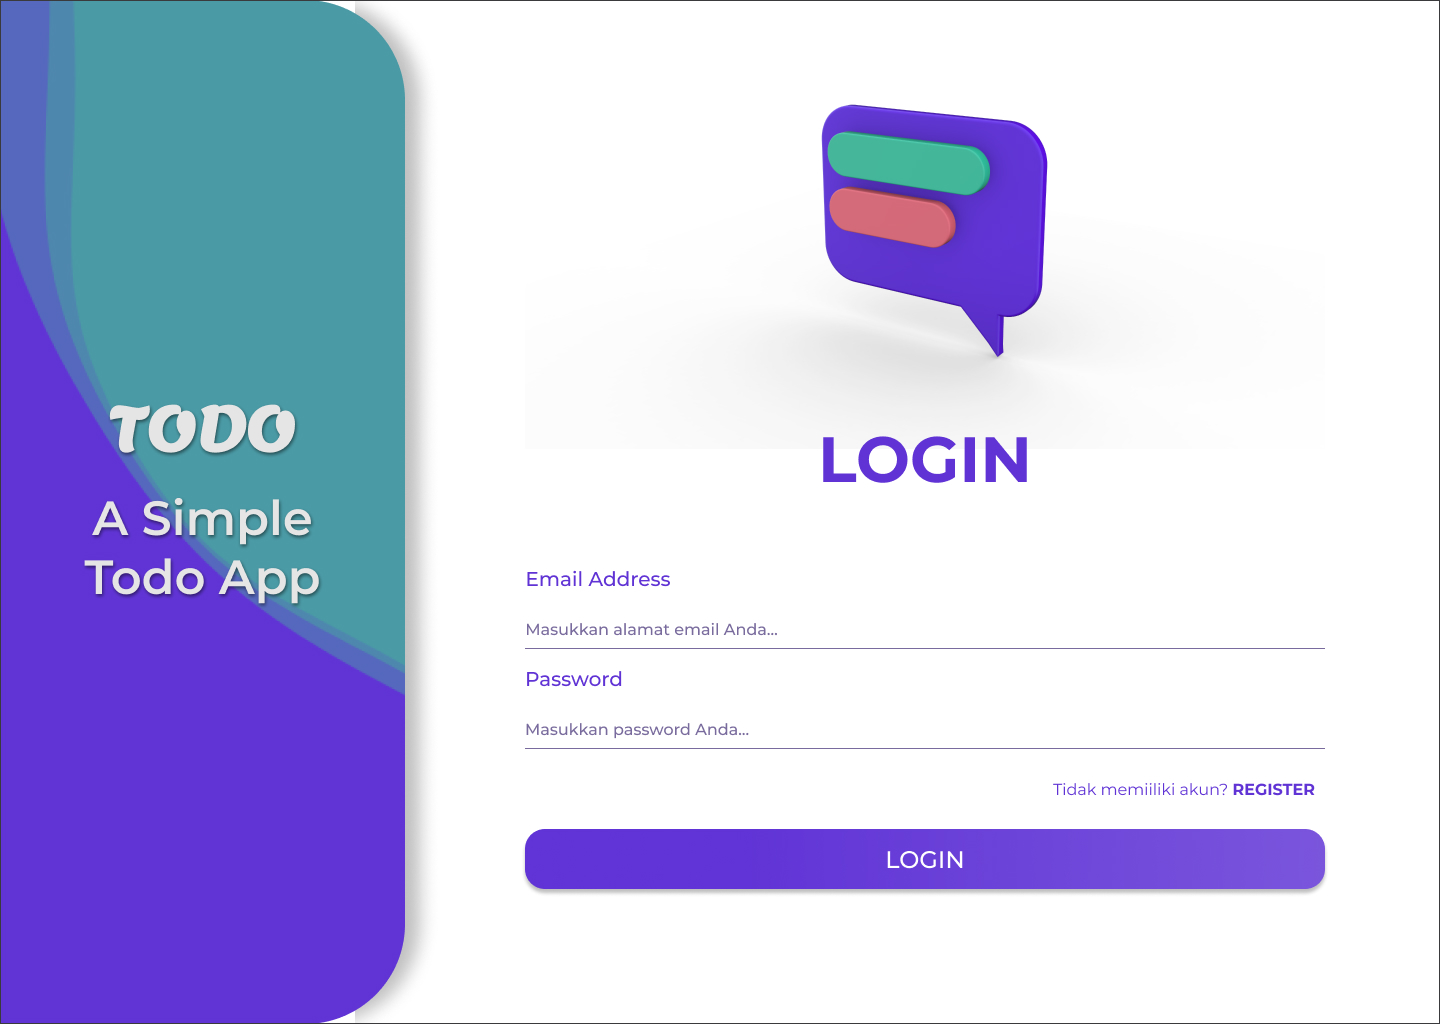 TODO
A Simple
Todo App
LOGIN
Email Address
Masukkan alamat email Anda...
Password
Masukkan password Anda...
Tidak memiiliki akun? REGISTER
LOGIN